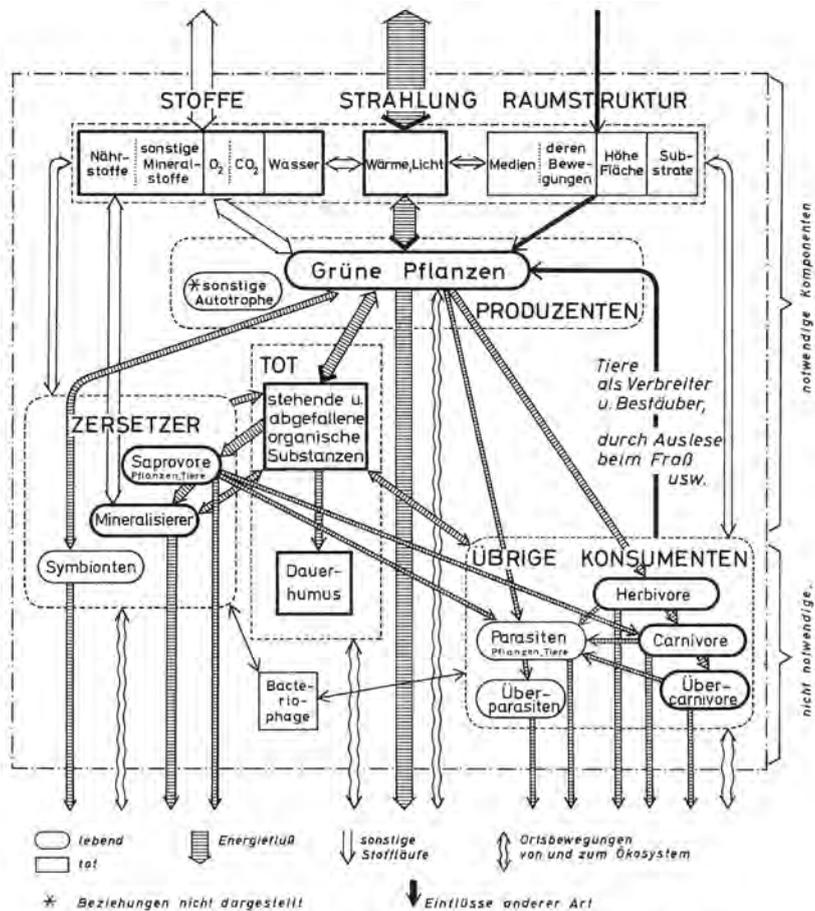 STOFFE STRAHLUNG RAUMSTRUKTUR
Nähr-
stoffe
sonstige
Mineral-
stoffe
O₂
CO₂
Wasser
Wärme, Licht
Medien
deren
Bewe-
gungen
Höhe
Fläche
Sub-
strate
Grüne Pflanzen
*sonstige
Autotrophe
PRODUZENTEN
notwendige Komponenten
TOT
stehende u.
abgefallene
organische
Substanzen
Tiere
als Verbreiter
u. Bestäuber,
durch Auslese
beim Fraß
usw.
ZERSETZER
Saprovore
Pflanzen,Tiere
Mineralisierer
Symbionten
Dauer-
humus
ÜBRIGE KONSUMENTEN
Herbivore
Parasiten
Pflanzen,Tiere
Carnivore
Über-
parasiten
Über-
carnivore
Bacte-
rio-
phage
nicht notwendige.
lebend
tot
Energiefluß
sonstige
Stoffläufe
Ortsbewegungen
von und zum Ökosystem
* Beziehungen nicht dargestellt
Einflüsse anderer Art